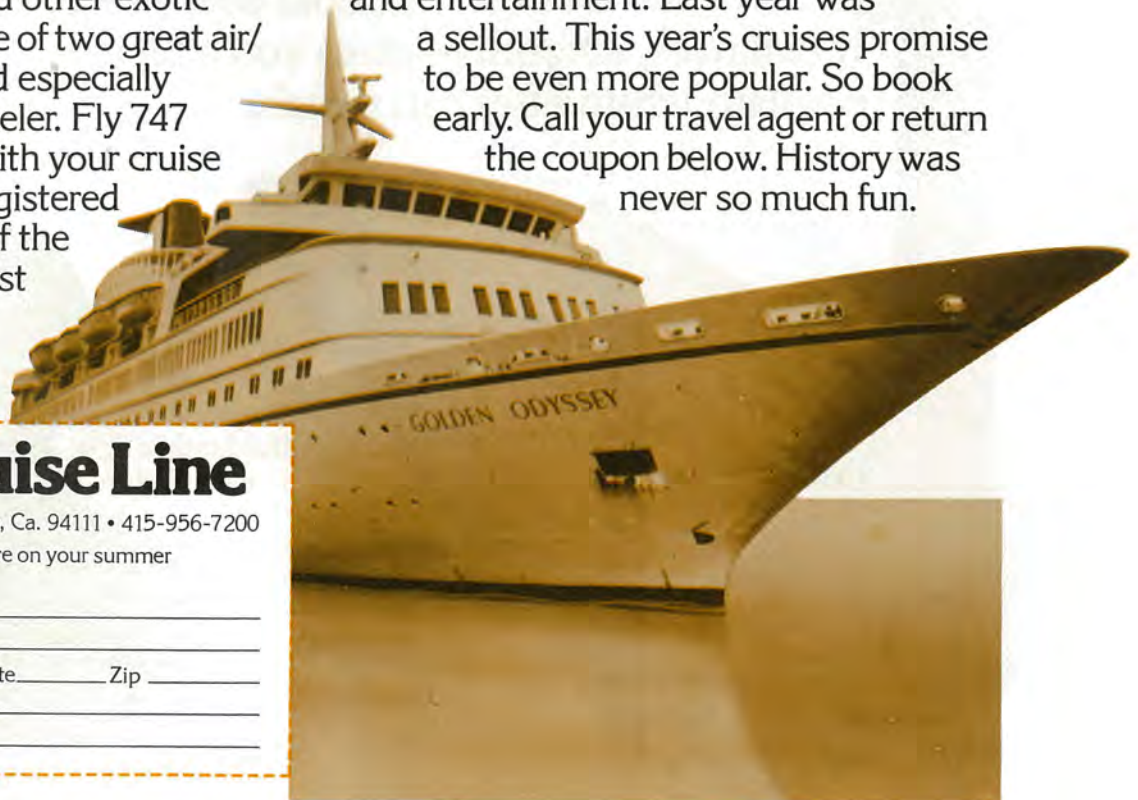 d other exotic
e of two great air/
d especially
eler. Fly 747
ith your cruise
gistered
f the
st
and entertainment. Last year was
a sellout. This year's cruises promise
to be even more popular. So book
early. Call your travel agent or return
the coupon below. History was
never so much fun.
GOLDEN ODYSSEY
uise Line
, Ca. 94111 • 415-956-7200
re on your summer
te Zip